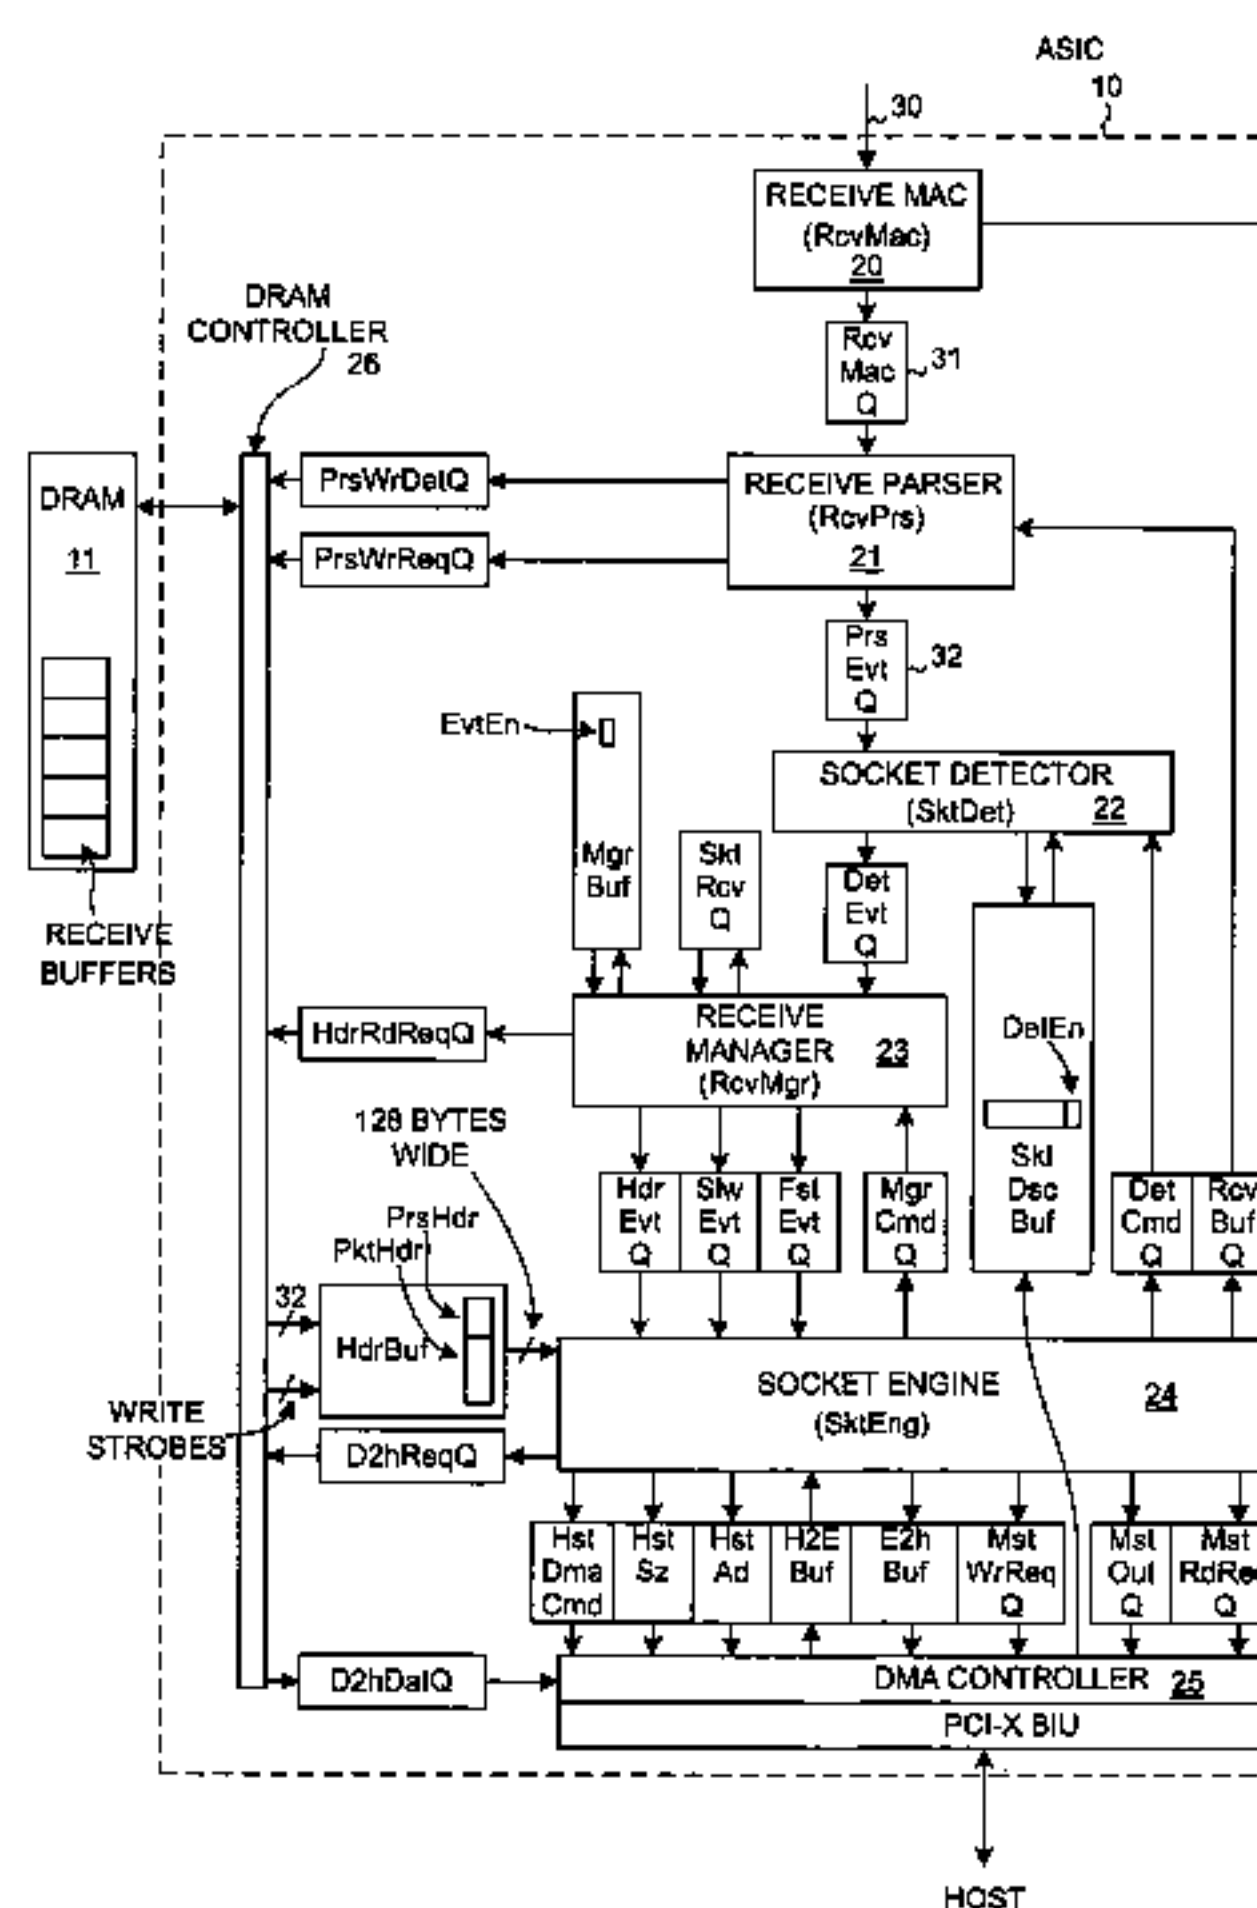 ASIC
10
30
RECEIVE MAC
(RcvMac)
20
DRAM
CONTROLLER
26
Rcv
Mac
Q
31
DRAM
11
PrsWrDatQ
RECEIVE PARSER
(RcvPrs)
21
PrsWrReqQ
Prs
Evt
Q
32
EvtEn
SOCKET DETECTOR
(SktDet)
22
Mgr
Buf
Skt
Rcv
Q
Det
Evt
Q
RECEIVE
BUFFERS
HdrRdReqQ
RECEIVE
MANAGER
(RcvMgr)
23
DetEn
128 BYTES
WIDE
Hdr
Evt
Q
Slw
Evt
Q
Fst
Evt
Q
Mgr
Cmd
Q
Skt
Dsc
Buf
Det
Cmd
Q
Rcv
Buf
Q
PrsHdr
PktHdr
32
HdrBuf
SOCKET ENGINE
(SktEng)
24
WRITE
STROBES
D2hReqQ
Hst
Dma
Cmd
Hst
Sz
Hst
Ad
H2E
Buf
E2h
Buf
Mst
WrReq
Q
Mst
Out
Q
Mst
RdReq
Q
D2hDatQ
DMA CONTROLLER
25
PCI-X BIU
HOST